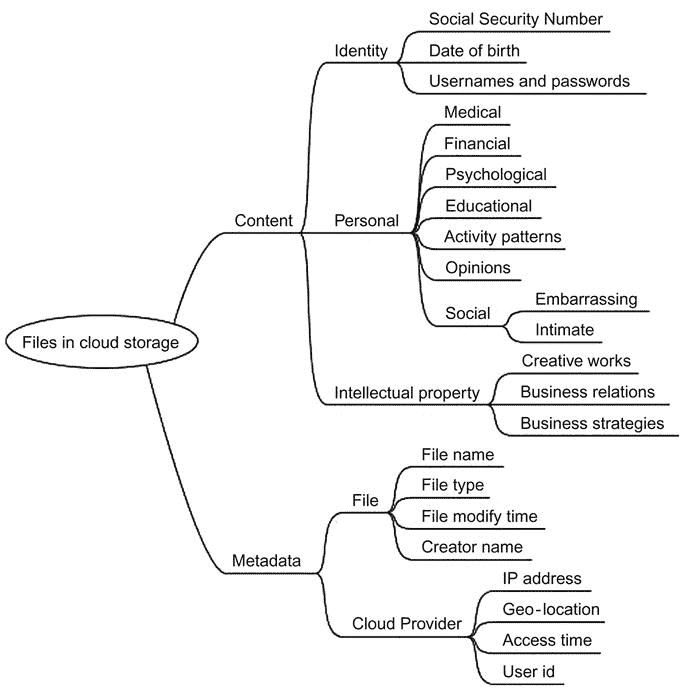 Files in cloud storage
Content
Identity
Social Security Number
Date of birth
Usernames and passwords
Personal
Medical
Financial
Psychological
Educational
Activity patterns
Opinions
Social
Embarrassing
Intimate
Intellectual property
Creative works
Business relations
Business strategies
Metadata
File
File name
File type
File modify time
Creator name
Cloud Provider
IP address
Geo-location
Access time
User id